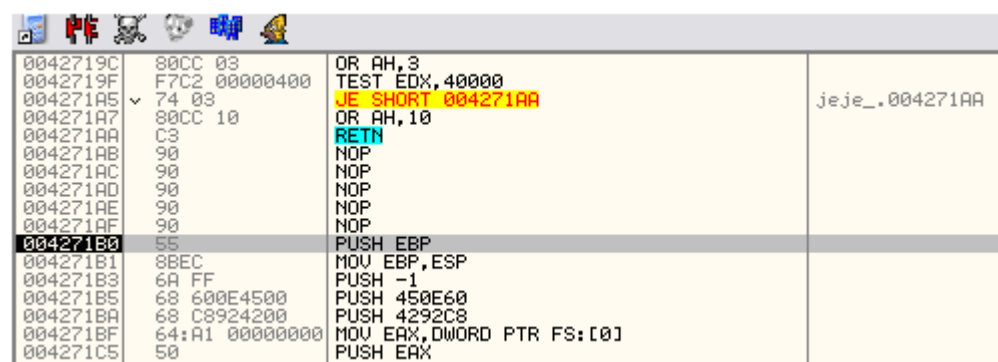 0042719C 80CC 03 OR AH,3
0042719F F7C2 00000400 TEST EDX,40000
004271A5 74 03 JE SHORT 004271AA jeje_.004271AA
004271A7 80CC 10 OR AH,10
004271AA C3 RETN
004271AB 90 NOP
004271AC 90 NOP
004271AD 90 NOP
004271AE 90 NOP
004271AF 90 NOP
004271B0 55 PUSH EBP
004271B1 8BEC MOV EBP,ESP
004271B3 6A FF PUSH -1
004271B5 68 600E4500 PUSH 450E60
004271BA 68 C8924200 PUSH 4292C8
004271BF 64:A1 00000000 MOV EAX,DWORD PTR FS:[0]
004271C5 50 PUSH EAX